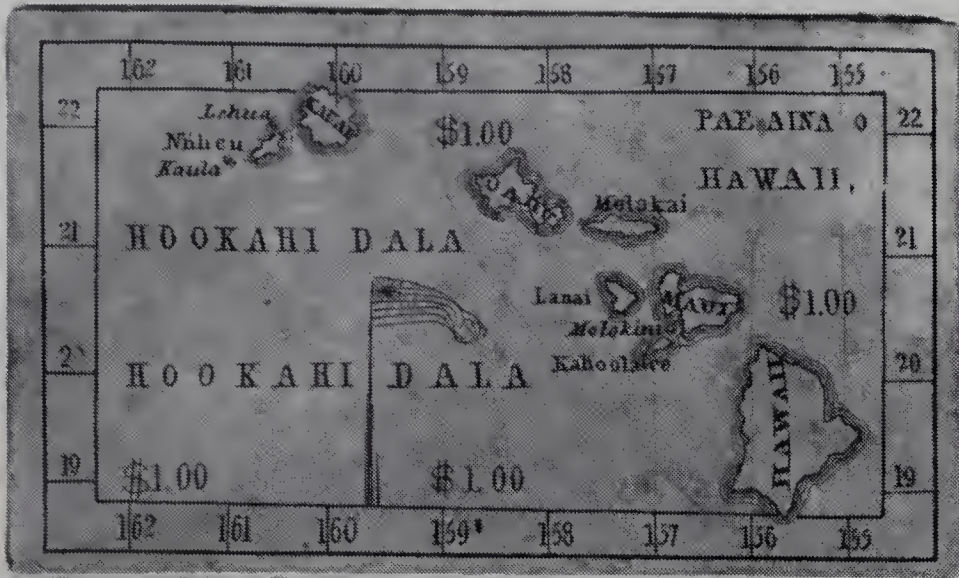 162 161 160 159 158 157 156 155
22 Lehua KAUAI $1.00 PAE AINA O 22
Niiheu
Kaula
OAHU HAWAII,
Molokai
21 HOOKAHI DALA 21
Lanai MAUI $1.00
Molokini
Kahoolawe
HOOKAHI DALA 20
HAWAII
19 $1.00 $1.00 19
162 161 160 159 158 157 156 155